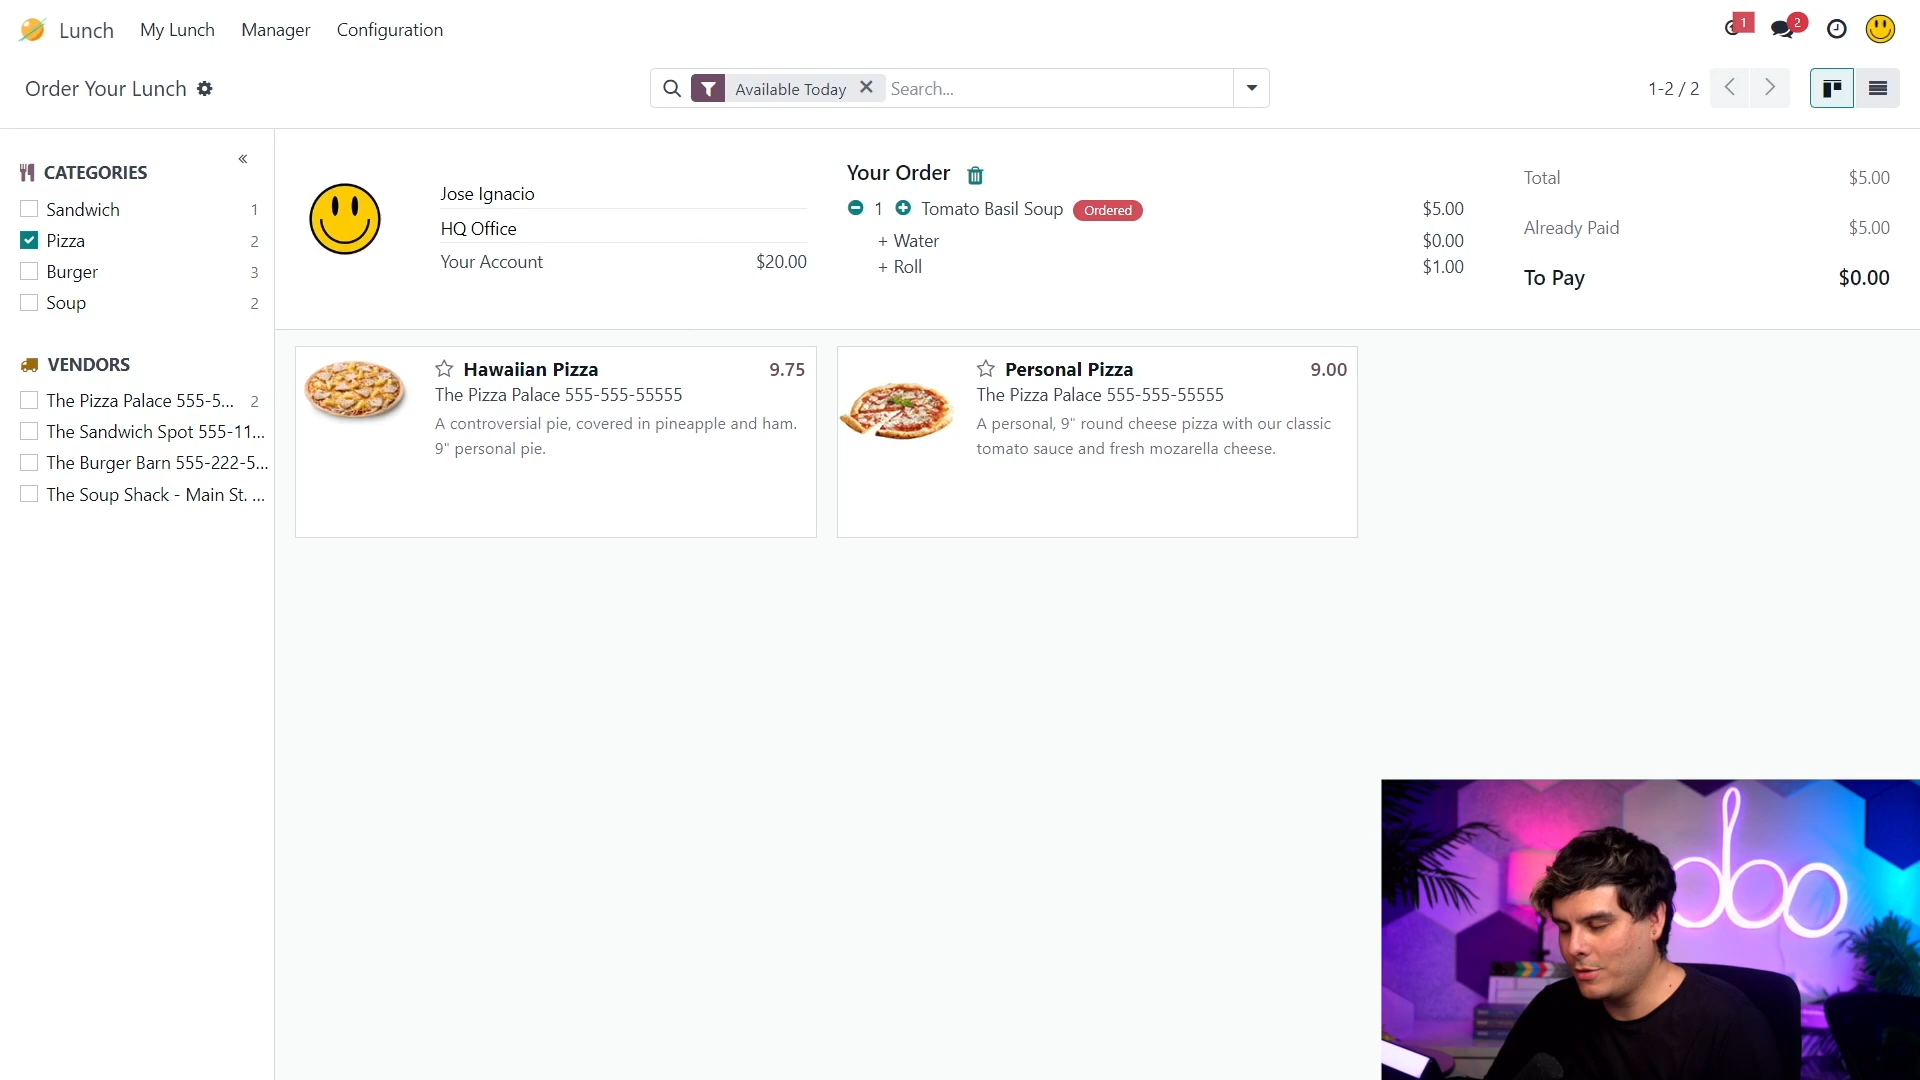 Lunch
My Lunch
Manager
Configuration
1
2
Order Your Lunch
Available Today
Search...
1-2 / 2
CATEGORIES
Sandwich 1
Pizza 2
Burger 3
Soup 2
VENDORS
The Pizza Palace 555-5... 2
The Sandwich Spot 555-11...
The Burger Barn 555-222-5...
The Soup Shack - Main St. ...
Jose Ignacio
HQ Office
Your Account $20.00
Your Order
1 Tomato Basil Soup Ordered $5.00
+ Water $0.00
+ Roll $1.00
Total $5.00
Already Paid $5.00
To Pay $0.00
Hawaiian Pizza 9.75
The Pizza Palace 555-555-55555
A controversial pie, covered in pineapple and ham.
9" personal pie.
Personal Pizza 9.00
The Pizza Palace 555-555-55555
A personal, 9" round cheese pizza with our classic
tomato sauce and fresh mozarella cheese.